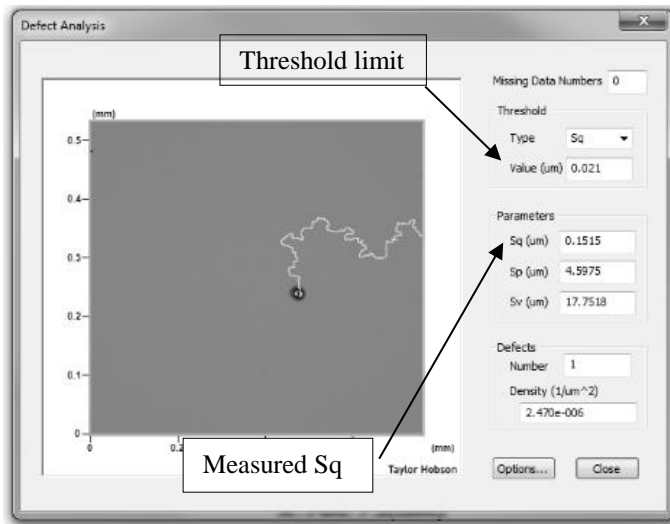 Defect Analysis
Threshold limit
Missing Data Numbers 0
Threshold
Type Sq
Value (um) 0.021
Parameters
Sq (um) 0.1515
Sp (um) 4.5975
Sv (um) 17.7518
Defects
Number 1
Density (1/um^2)
2.470e-006
Options... Close
(mm)
0.5
0.4
0.3
0.2
0.1
0
0 0.2 (mm)
Taylor Hobson
Measured Sq